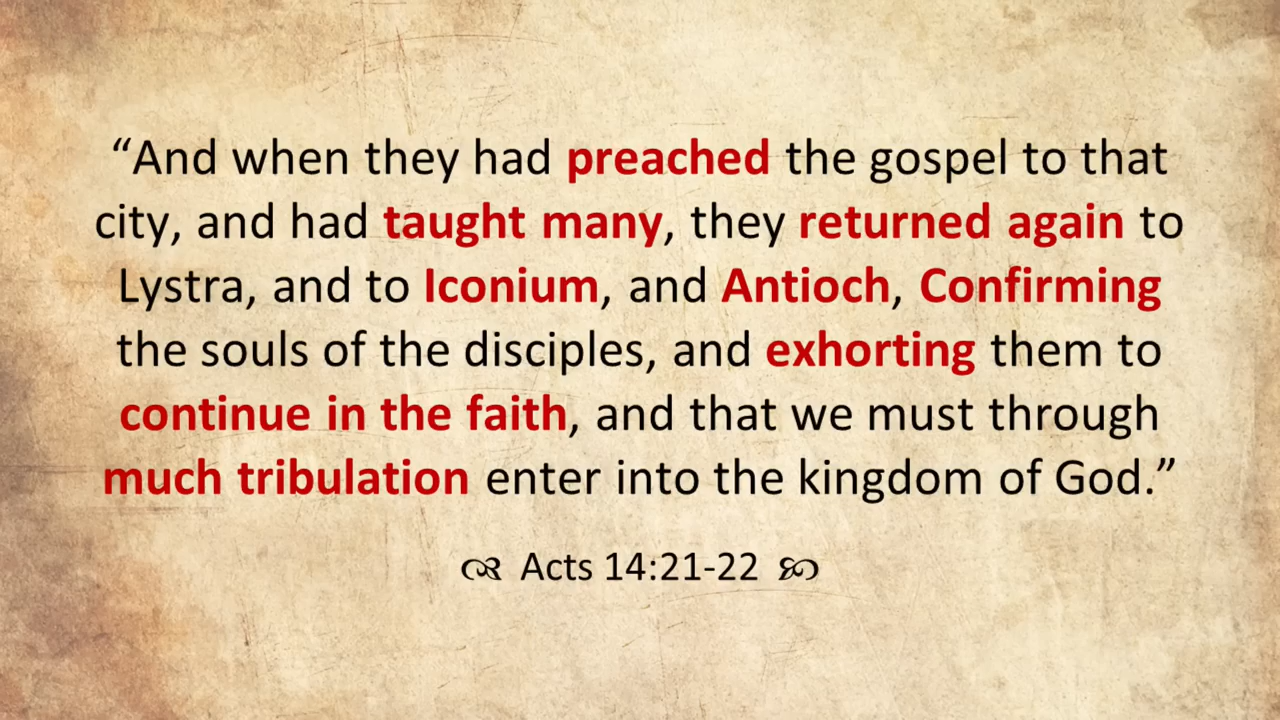 “And when they had preached the gospel to that
city, and had taught many, they returned again to
Lystra, and to Iconium, and Antioch, Confirming
the souls of the disciples, and exhorting them to
continue in the faith, and that we must through
much tribulation enter into the kingdom of God.”
Acts 14:21-22